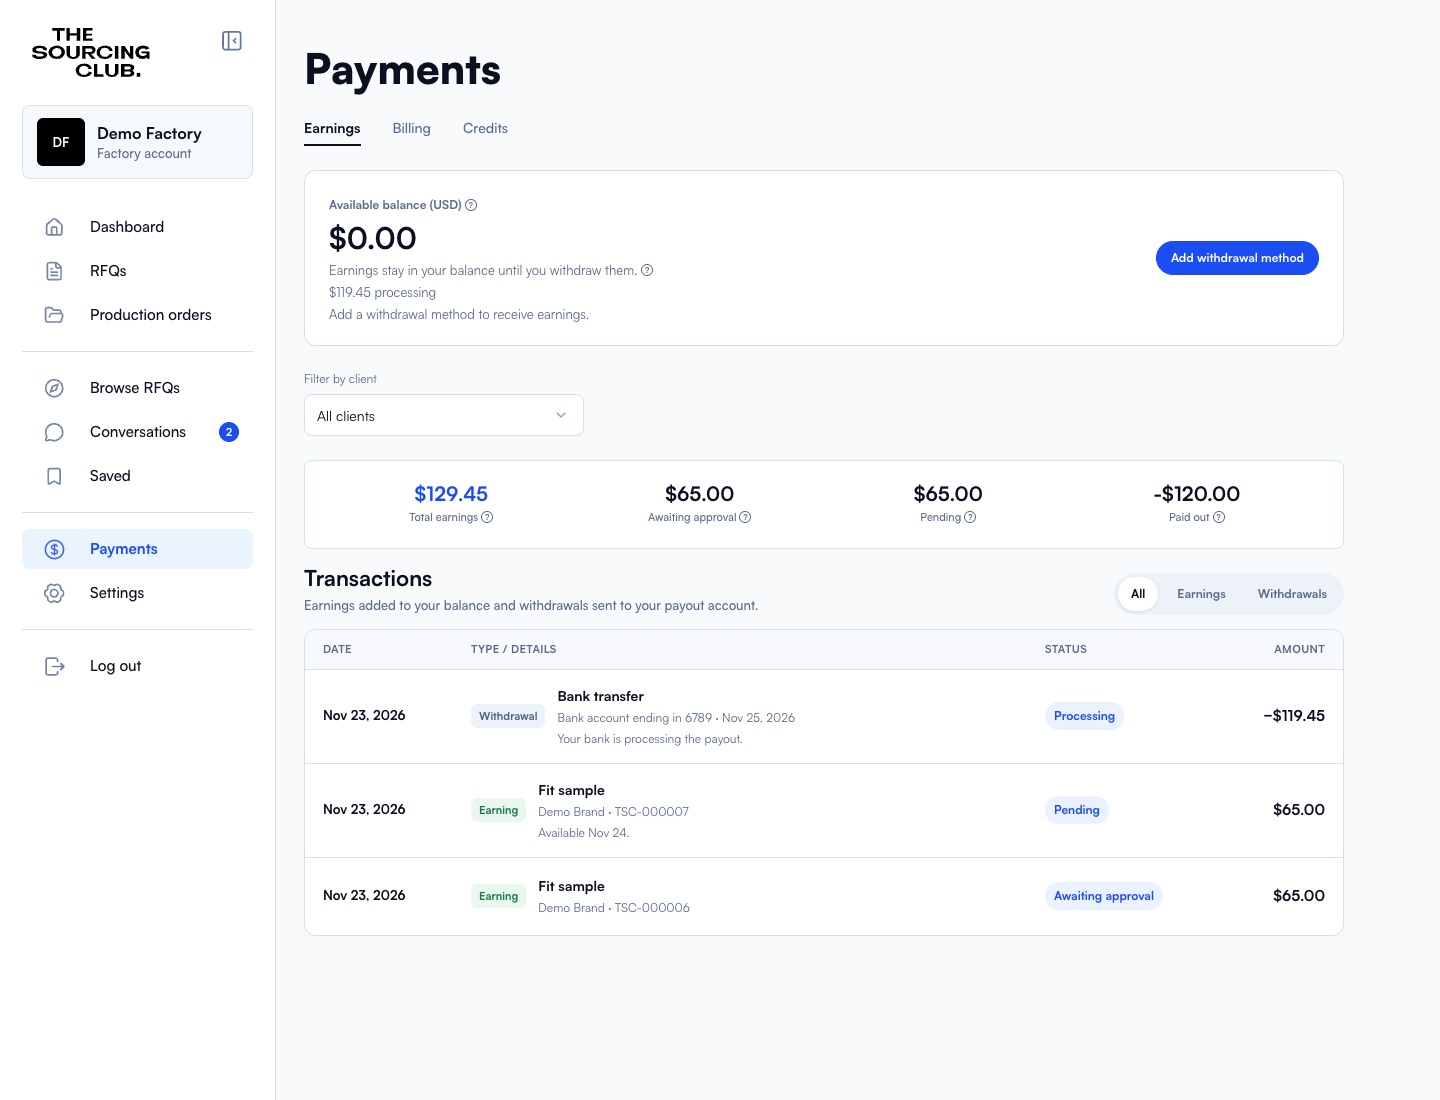 THE
SOURCING
CLUB.
DF
Demo Factory
Factory account
Dashboard
RFQs
Production orders
Browse RFQs
Conversations 2
Saved
Payments
Settings
Log out
Payments
Earnings Billing Credits
Available balance (USD) ?
$0.00
Earnings stay in your balance until you withdraw them. ?
$119.45 processing
Add a withdrawal method to receive earnings.
Add withdrawal method
Filter by client
All clients
$129.45 $65.00 $65.00 -$120.00
Total earnings ? Awaiting approval ? Pending ? Paid out ?
Transactions
Earnings added to your balance and withdrawals sent to your payout account.
All Earnings Withdrawals
DATE TYPE / DETAILS STATUS AMOUNT
Nov 23, 2026 Withdrawal Bank transfer Processing −$119.45
Bank account ending in 6789 · Nov 25, 2026
Your bank is processing the payout.
Nov 23, 2026 Earning Fit sample Pending $65.00
Demo Brand · TSC-000007
Available Nov 24.
Nov 23, 2026 Earning Fit sample Awaiting approval $65.00
Demo Brand · TSC-000006